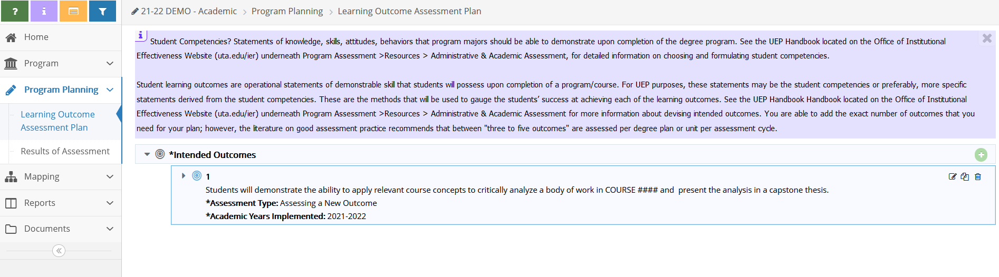 21-22 DEMO - Academic > Program Planning > Learning Outcome Assessment Plan
?
i
Home
Program
Program Planning
Learning Outcome
Assessment Plan
Results of Assessment
Mapping
Reports
Documents
i
Student Competencies? Statements of knowledge, skills, attitudes, behaviors that program majors should be able to demonstrate upon completion of the degree program. See the UEP Handbook located on the Office of Institutional
Effectiveness Website (uta.edu/ier) underneath Program Assessment >Resources > Administrative & Academic Assessment, for detailed information on choosing and formulating student competencies.
Student learning outcomes are operational statements of demonstrable skill that students will possess upon completion of a program/course. For UEP purposes, these statements may be the student competencies or preferably, more specific
statements derived from the student competencies. These are the methods that will be used to gauge the students’ success at achieving each of the learning outcomes. See the UEP Handbook Handbook located on the Office of Institutional
Effectiveness Website (uta.edu/ier) underneath Program Assessment >Resources > Administrative & Academic Assessment for more information about devising intended outcomes. You are able to add the exact number of outcomes that you
need for your plan; however, the literature on good assessment practice recommends that between "three to five outcomes" are assessed per degree plan or unit per assessment cycle.
*Intended Outcomes
1
Students will demonstrate the ability to apply relevant course concepts to critically analyze a body of work in COURSE #### and  present the analysis in a capstone thesis.
*Assessment Type: Assessing a New Outcome
*Academic Years Implemented: 2021-2022